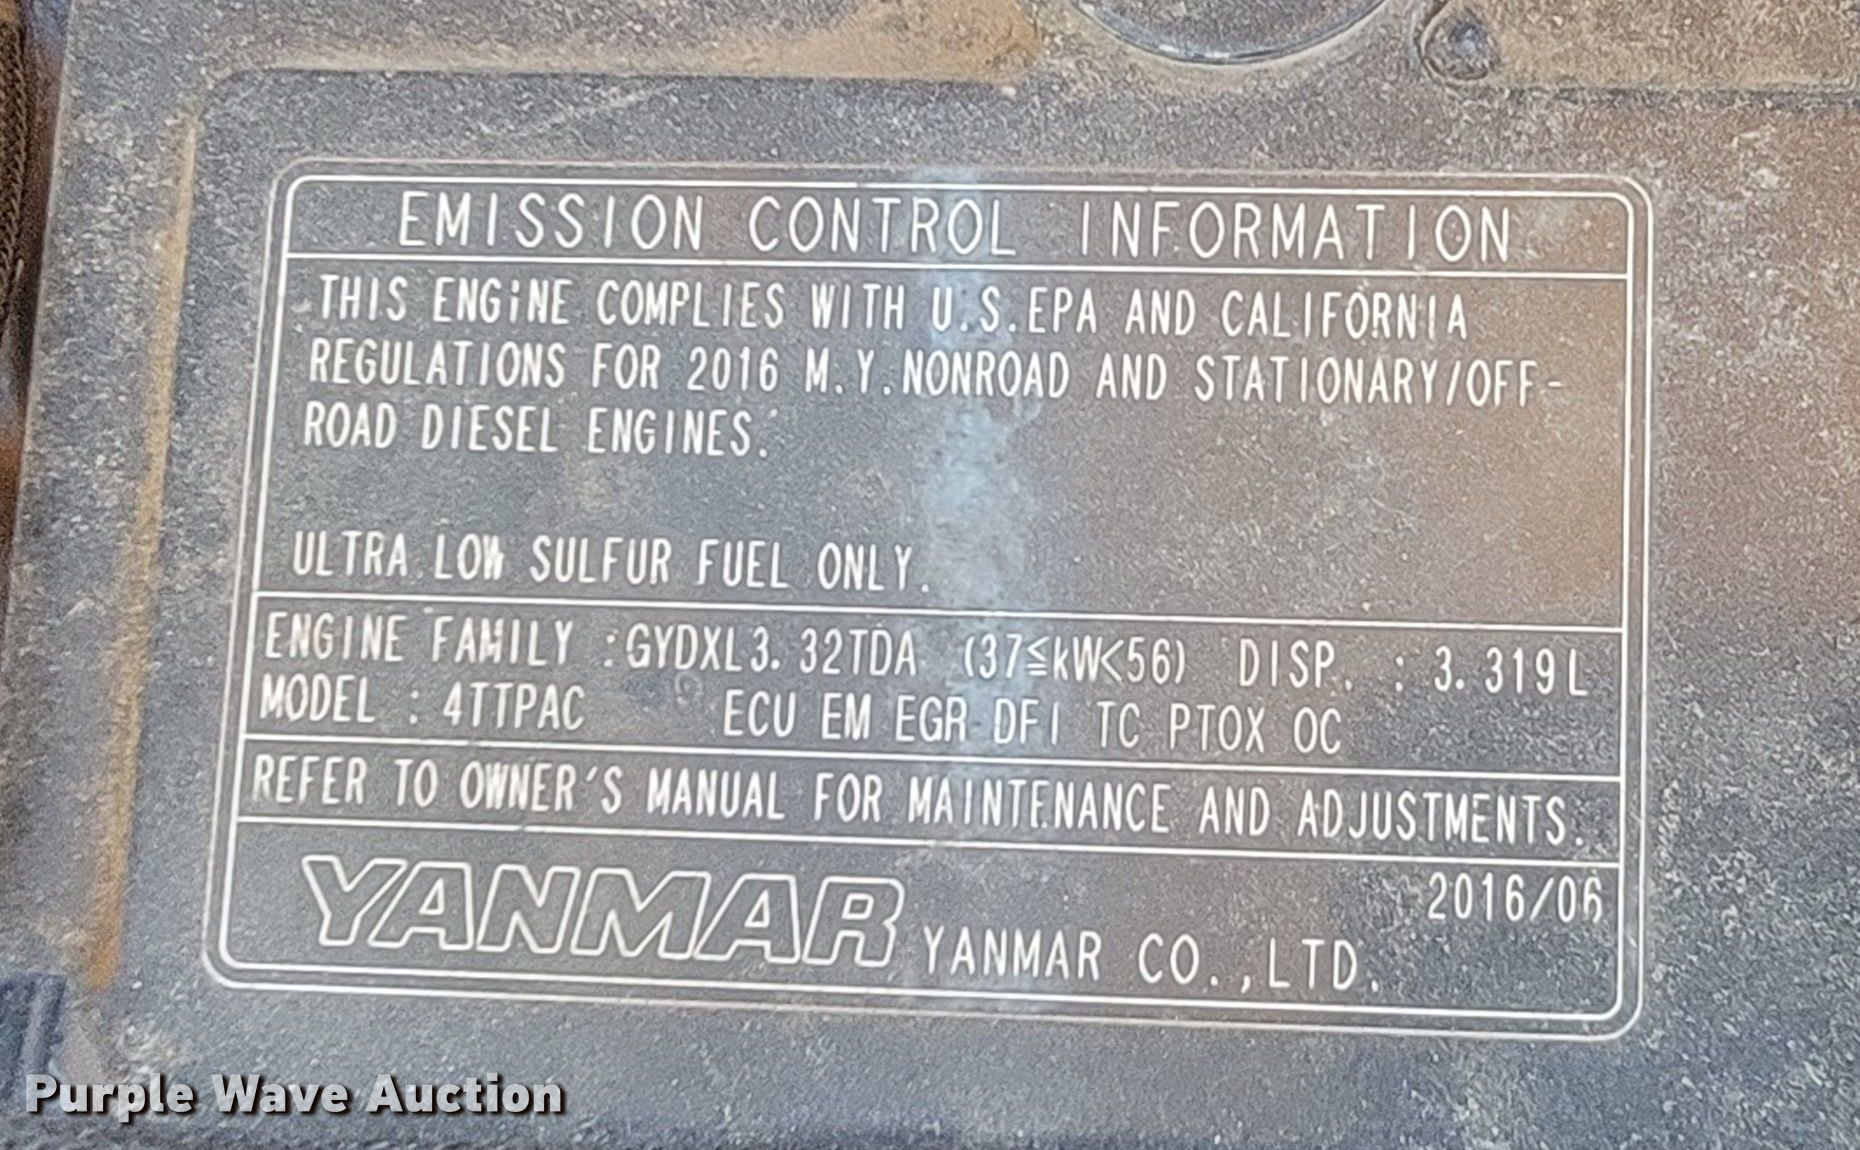 EMISSION CONTROL INFORMATION
THIS ENGINE COMPLIES WITH U.S.EPA AND CALIFORNIA
REGULATIONS FOR 2016 M.Y.NONROAD AND STATIONARY/OFF-
ROAD DIESEL ENGINES.
ULTRA LOW SULFUR FUEL ONLY.
ENGINE FAMILY :GYDXL3.32TDA (37≦kW<56) DISP. : 3.319L
MODEL : 4TTPAC ECU EM EGR DFI TC PTOX OC
REFER TO OWNER'S MANUAL FOR MAINTENANCE AND ADJUSTMENTS.
2016/06
YANMAR YANMAR CO.,LTD.
Purple Wave Auction